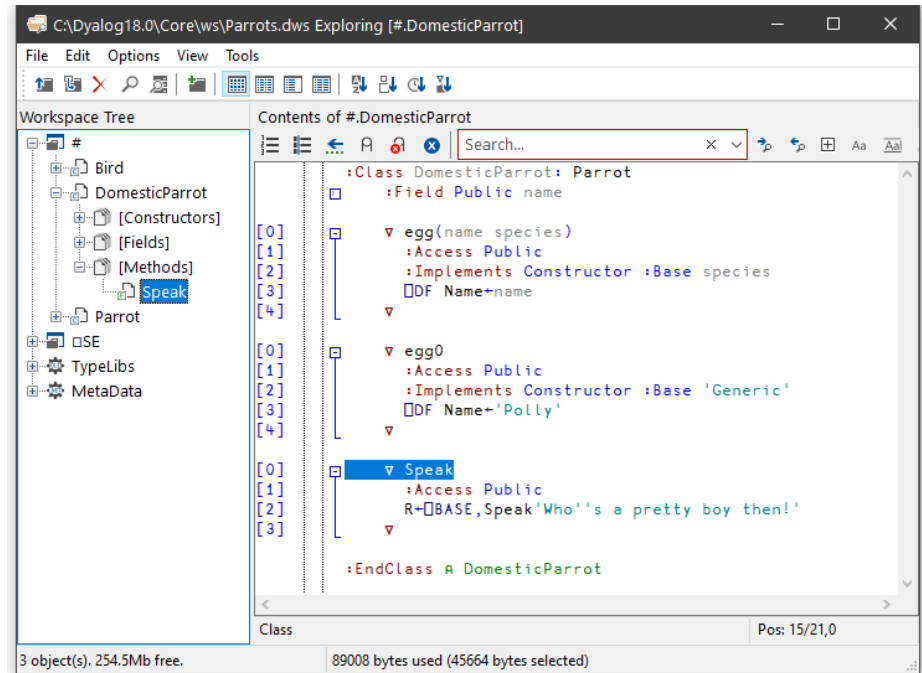 C:\Dyalog18.0\Core\ws\Parrots.dws Exploring [#.DomesticParrot]
File Edit Options View Tools
Workspace Tree
#
Bird
DomesticParrot
[Constructors]
[Fields]
[Methods]
Speak
Parrot
⎕SE
TypeLibs
MetaData
Contents of #.DomesticParrot
Search...
Aa Aa
:Class DomesticParrot: Parrot
:Field Public name
[0] ∇ egg(name species)
[1] :Access Public
[2] :Implements Constructor :Base species
[3] ⎕DF Name←name
[4] ∇
[0] ∇ egg0
[1] :Access Public
[2] :Implements Constructor :Base 'Generic'
[3] ⎕DF Name←'Polly'
[4] ∇
[0] ∇ Speak
[1] :Access Public
[2] R←⎕BASE,Speak'Who''s a pretty boy then!'
[3] ∇
:EndClass ⍝ DomesticParrot
Class
Pos: 15/21,0
3 object(s). 254.5Mb free.
89008 bytes used (45664 bytes selected)